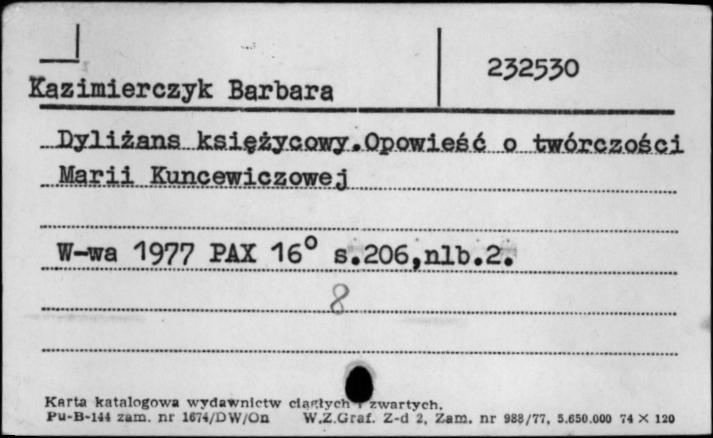 232530
Kazimierczyk Barbara
Dyliżans księżycowy.Opowieść o twórczości
Marii Kuncewiczowej
W-wa 1977 PAX 16° s.206,nlb.2.
8
Karta katalogowa wydawnictw ciągłych i zwartych.
Pu-B-144 zam. nr 1674/DW/On W.Z.Graf. Z-d 2, Zam. nr 988/77, 5.650.000 74 X 120